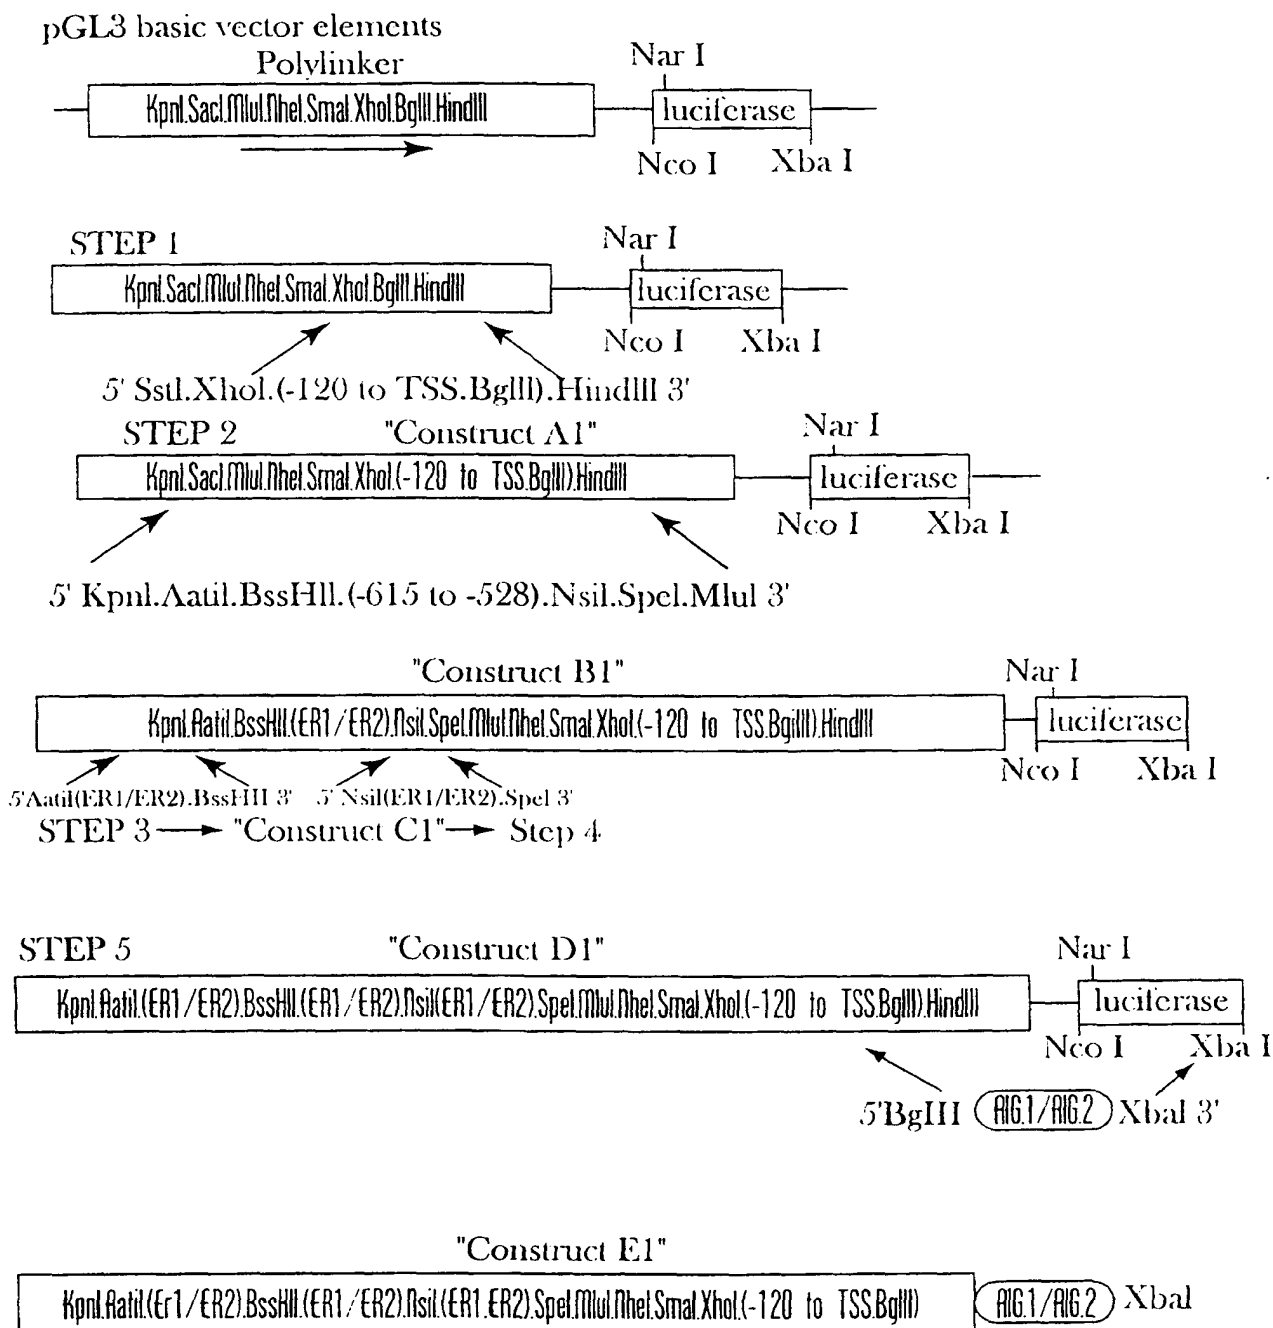 pGL3 basic vector elements
Polylinker
Nar I
KpnI.SacI.MluI.NheI.SmaI.XhoI.BglII.HindIII
luciferase
Nco I Xba I
STEP 1
Nar I
KpnI.SacI.MluI.NheI.SmaI.XhoI.BglII.HindIII
luciferase
Nco I Xba I
5' SstI.XhoI.(-120 to TSS.BglII).HindIII 3'
STEP 2 "Construct A1"
Nar I
KpnI.SacI.MluI.NheI.SmaI.XhoI.(-120 to TSS.BglII).HindIII
luciferase
Nco I Xba I
5' KpnI.AatiI.BssHII.(-615 to -528).NsiI.SpeI.MluI 3'
"Construct B1"
Nar I
KpnI.AatiI.BssHII.(ER1/ER2).NsiI.SpeI.MluI.NheI.SmaI.XhoI.(-120 to TSS.BgiIII).HindIII
luciferase
Nco I Xba I
5'AatiI(ER1/ER2).BssHII 3' 5' NsiI(ER1/ER2).SpeI 3'
STEP 3 "Construct C1" Step 4
STEP 5 "Construct D1"
Nar I
KpnI.AatiI.(ER1/ER2).BssHII.(ER1/ER2).NsiI(ER1/ER2).SpeI.MluI.NheI.SmaI.XhoI.(-120 to TSS.BglII).HindIII
luciferase
Nco I Xba I
5'BgIII AIG.1/AIG.2 XbaI 3'
"Construct E1"
KpnI.AatiI.(Er1/ER2).BssHII.(ER1/ER2).NsiI.(ER1.ER2).SpeI.MluI.NheI.SmaI.XhoI.(-120 to TSS.BglII)
AIG.1/AIG.2 XbaI